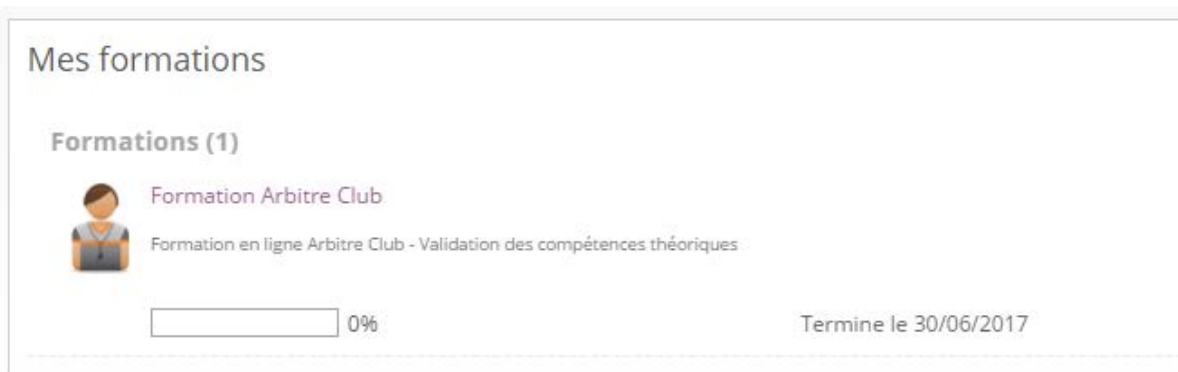 Mes formations
Formations (1)
Formation Arbitre Club
Formation en ligne Arbitre Club - Validation des compétences théoriques
0% Termine le 30/06/2017